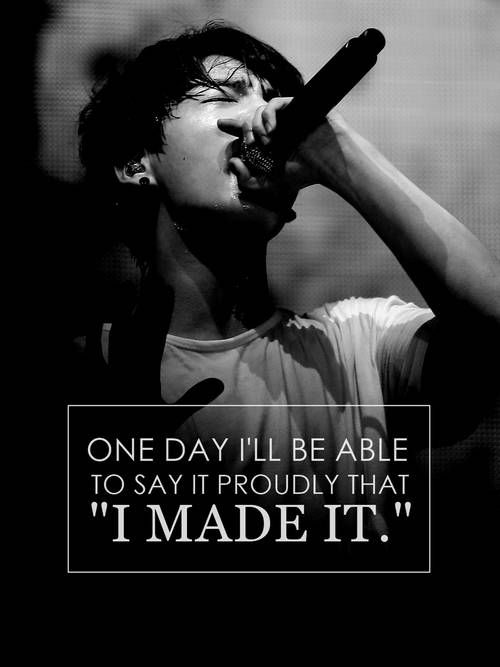 ONE DAY I'LL BE ABLE
TO SAY IT PROUDLY THAT
"I MADE IT."